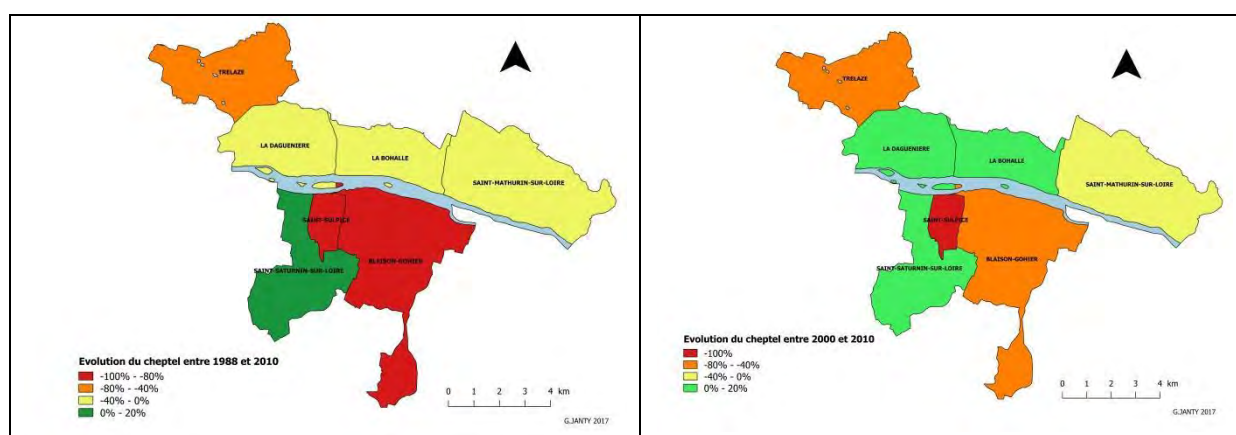 TRELAZE
LA DAGUENIERE
LA BOHALLE
SAINT-MATHURIN-SUR-LOIRE
SAINT-SULPICE
BLAISON-GOHIER
SAINT-SATURNIN-SUR-LOIRE
Evolution du cheptel entre 1988 et 2010
-100% - -80%
-80% - -40%
-40% - 0%
0% - 20%
0 1 2 3 4 km
G.JANTY 2017
TRELAZE
LA DAGUENIERE
LA BOHALLE
SAINT-MATHURIN-SUR-LOIRE
SAINT-SULPICE
BLAISON-GOHIER
SAINT-SATURNIN-SUR-LOIRE
Evolution du cheptel entre 2000 et 2010
-100%
-80% - -40%
-40% - 0%
0% - 20%
0 1 2 3 4 km
G.JANTY 2017